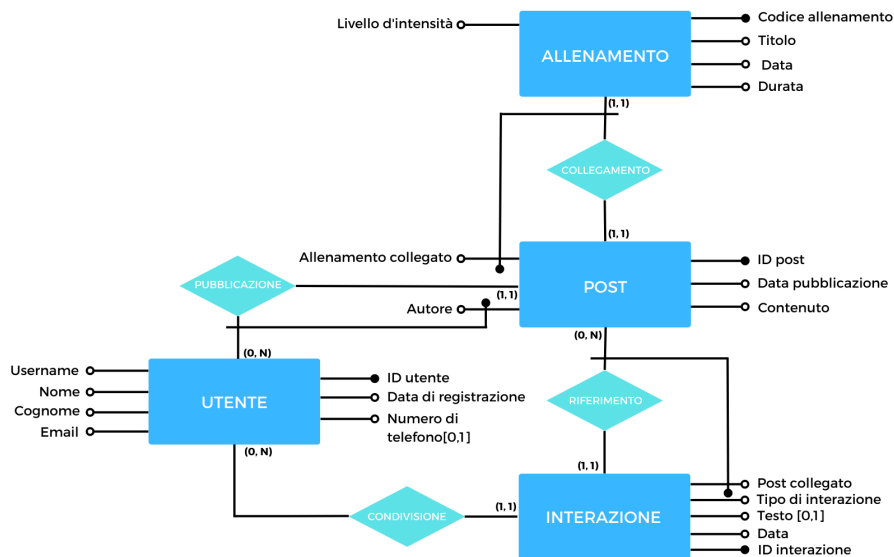 Livello d'intensità
ALLENAMENTO
Codice allenamento
Titolo
Data
Durata
(1, 1)
COLLEGAMENTO
(1, 1)
Allenamento collegato
ID post
PUBBLICAZIONE
(1, 1)
POST
Data pubblicazione
Autore
Contenuto
(0, N)
(0, N)
Username
Nome
Cognome
Email
UTENTE
ID utente
Data di registrazione
Numero di
telefono[0,1]
RIFERIMENTO
(0, N)
(1, 1)
CONDIVISIONE
(1, 1)
INTERAZIONE
Post collegato
Tipo di interazione
Testo [0,1]
Data
ID interazione